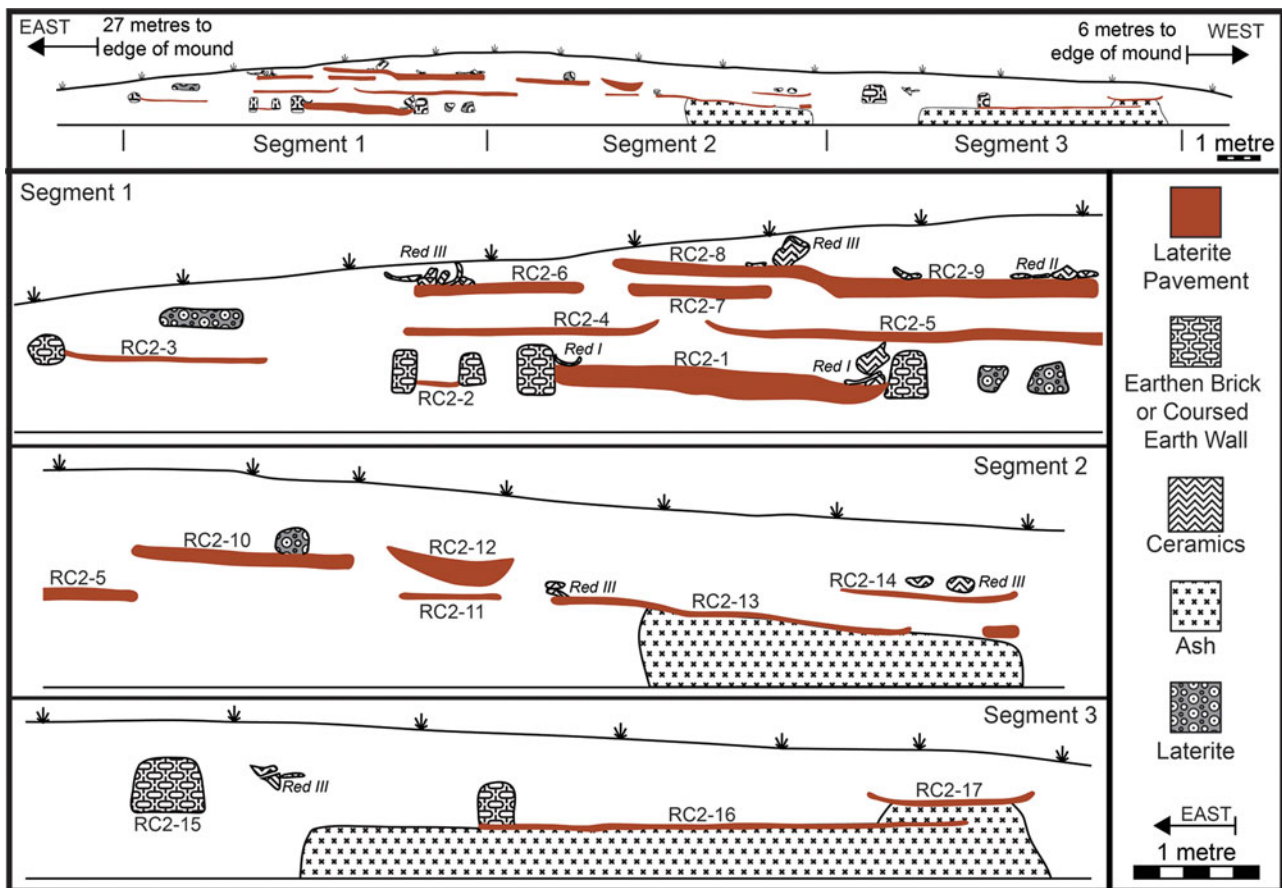 EAST
27 metres to
edge of mound
6 metres to
edge of mound
WEST
Segment 1
Segment 2
Segment 3
1 metre
Segment 1
Red III
RC2-6
RC2-8
Red III
RC2-9
Red II
RC2-7
RC2-4
RC2-5
RC2-3
Red I
RC2-1
Red I
RC2-2
Segment 2
RC2-10
RC2-12
RC2-5
RC2-11
Red III
RC2-13
RC2-14
Red III
Segment 3
RC2-15
Red III
RC2-16
RC2-17
Laterite
Pavement
Earthen Brick
or Coursed
Earth Wall
Ceramics
Ash
Laterite
EAST
1 metre